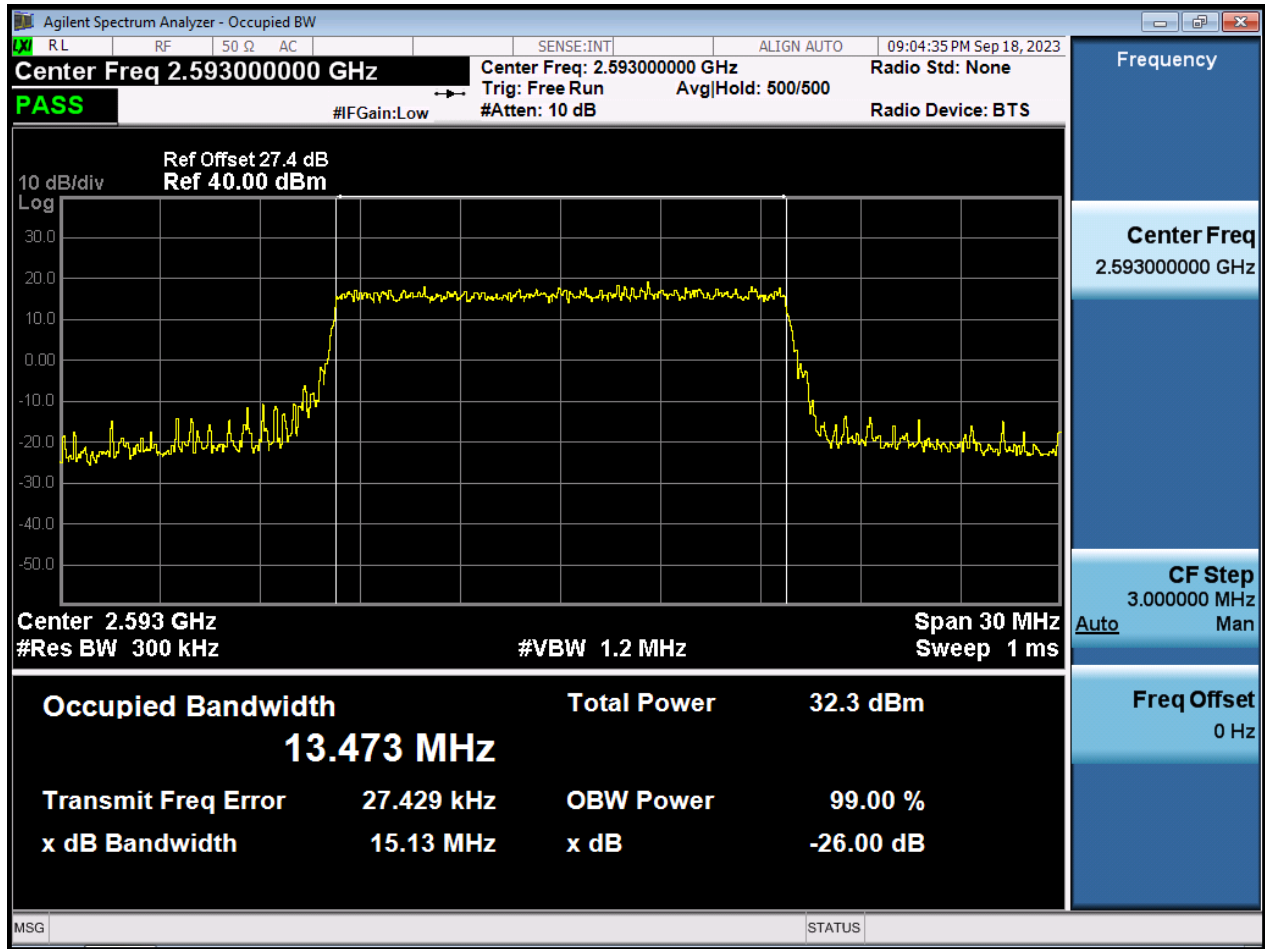 Agilent Spectrum Analyzer - Occupied BW
LXI RL RF 50 Ω AC SENSE:INT ALIGN AUTO 09:04:35 PM Sep 18, 2023
Center Freq 2.593000000 GHz
PASS
#IFGain:Low
Center Freq: 2.593000000 GHz
Trig: Free Run Avg|Hold: 500/500
#Atten: 10 dB
Radio Std: None
Radio Device: BTS
Ref Offset 27.4 dB
10 dB/div Ref 40.00 dBm
Log
30.0
20.0
10.0
0.00
-10.0
-20.0
-30.0
-40.0
-50.0
Center 2.593 GHz Span 30 MHz
#Res BW 300 kHz #VBW 1.2 MHz Sweep 1 ms
Occupied Bandwidth Total Power 32.3 dBm
13.473 MHz
Transmit Freq Error 27.429 kHz OBW Power 99.00 %
x dB Bandwidth 15.13 MHz x dB -26.00 dB
Frequency
Center Freq
2.593000000 GHz
CF Step
3.000000 MHz
Auto Man
Freq Offset
0 Hz
MSG STATUS